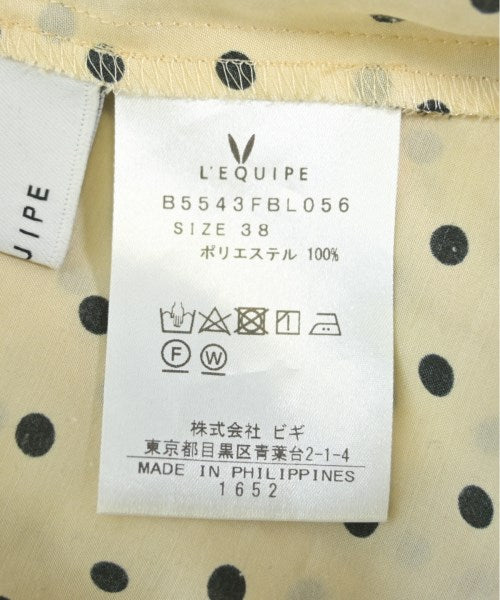 L'EQUIPE
B5543FBL056
SIZE 38
ポリエステル 100%
F W
株式会社 ビギ
東京都目黒区青葉台2-1-4
MADE IN PHILIPPINES
1652
UIPE